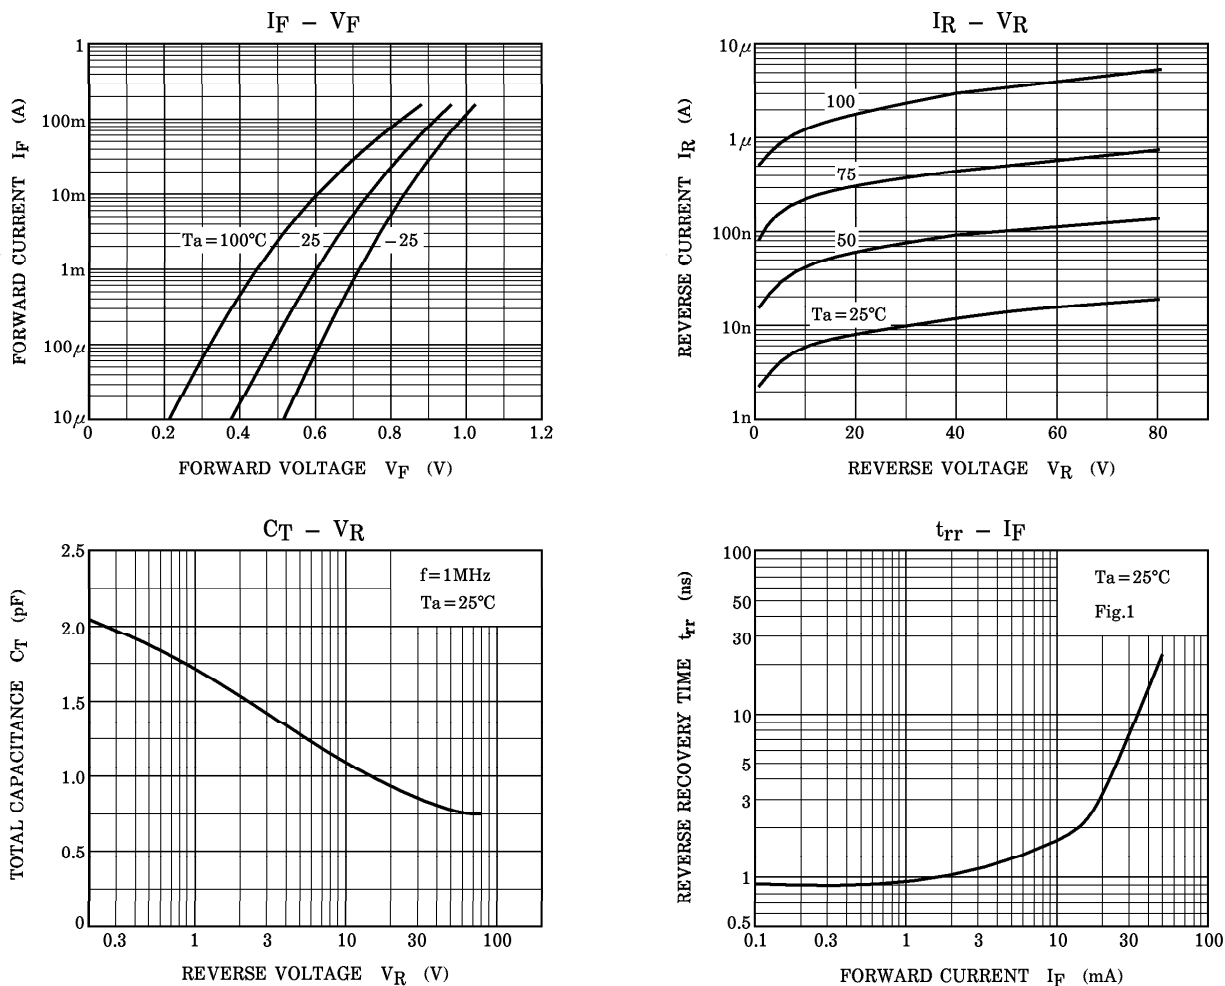 IF – VF
FORWARD CURRENT IF (A)
1
100m
10m
1m
100μ
10μ
Ta=100°C
25
−25
0 0.2 0.4 0.6 0.8 1.0 1.2
FORWARD VOLTAGE VF (V)
IR – VR
REVERSE CURRENT IR (A)
10μ
1μ
100n
10n
1n
100
75
50
Ta=25°C
0 20 40 60 80
REVERSE VOLTAGE VR (V)
CT – VR
TOTAL CAPACITANCE CT (pF)
2.5
2.0
1.5
1.0
0.5
0
f=1MHz
Ta=25°C
0.3 1 3 10 30 100
REVERSE VOLTAGE VR (V)
trr – IF
REVERSE RECOVERY TIME trr (ns)
100
50
30
10
5
3
1
0.5
Ta=25°C
Fig.1
0.1 0.3 1 3 10 30 100
FORWARD CURRENT IF (mA)